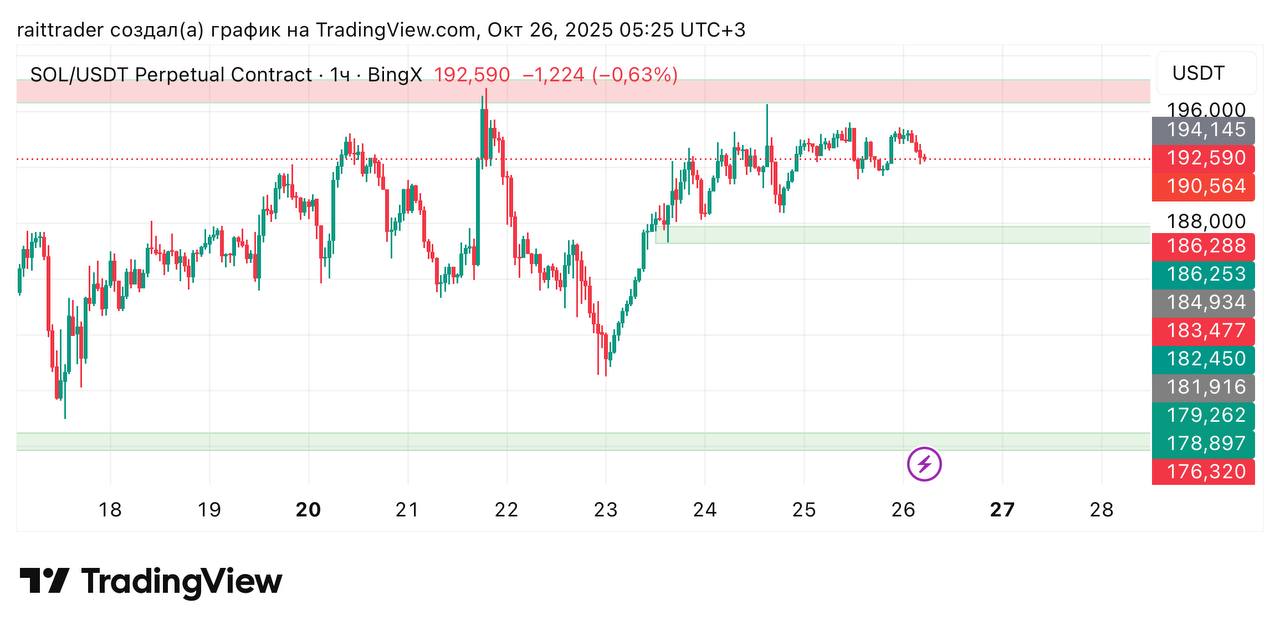 raittrader создал(а) график на TradingView.com, Окт 26, 2025 05:25 UTC+3
SOL/USDT Perpetual Contract · 1ч · BingX 192,590 −1,224 (−0,63%)
USDT
196,000
194,145
192,590
190,564
188,000
186,288
186,253
184,934
183,477
182,450
181,916
179,262
178,897
176,320
18 19 20 21 22 23 24 25 26 27 28
TradingView